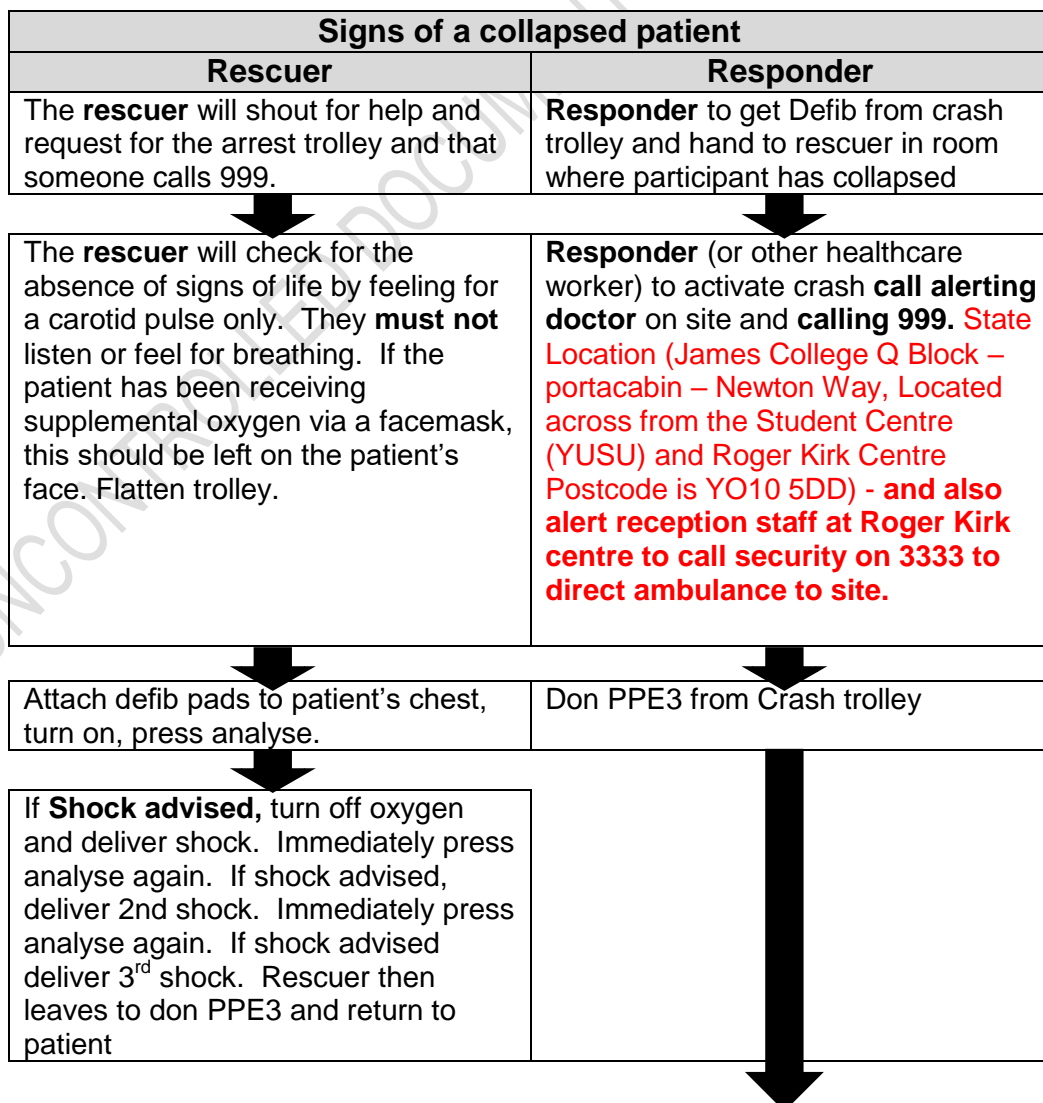 Signs of a collapsed patient
Rescuer
Responder
The rescuer will shout for help and
request for the arrest trolley and that
someone calls 999.
Responder to get Defib from crash
trolley and hand to rescuer in room
where participant has collapsed
The rescuer will check for the
absence of signs of life by feeling for
a carotid pulse only.  They must not
listen or feel for breathing.  If the
patient has been receiving
supplemental oxygen via a facemask,
this should be left on the patient's
face. Flatten trolley.
Responder (or other healthcare
worker) to activate crash call alerting
doctor on site and calling 999. State
Location (James College Q Block –
portacabin – Newton Way, Located
across from the Student Centre
(YUSU) and Roger Kirk Centre
Postcode is YO10 5DD) - and also
alert reception staff at Roger Kirk
centre to call security on 3333 to
direct ambulance to site.
Attach defib pads to patient's chest,
turn on, press analyse.
Don PPE3 from Crash trolley
If Shock advised, turn off oxygen
and deliver shock.  Immediately press
analyse again.  If shock advised,
deliver 2nd shock.  Immediately press
analyse again.  If shock advised
deliver 3rd shock.  Rescuer then
leaves to don PPE3 and return to
patient
UNCONTROLLED DOCUM